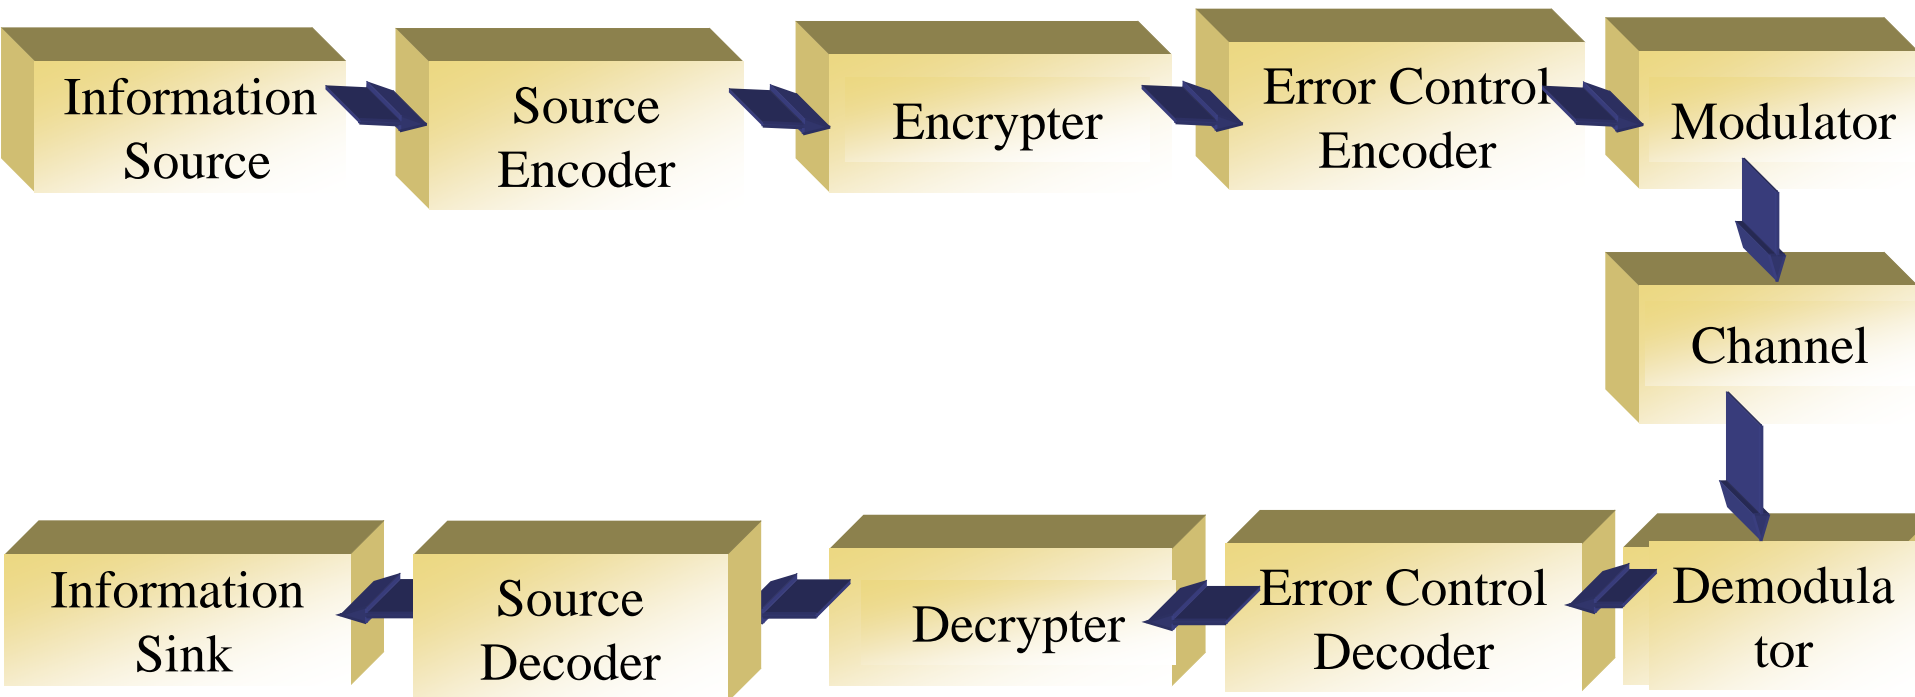 Information
Source
Source
Encoder
Encrypter
Error Control
Encoder
Modulator
Channel
Information
Sink
Source
Decoder
Decrypter
Error Control
Decoder
Demodula
tor